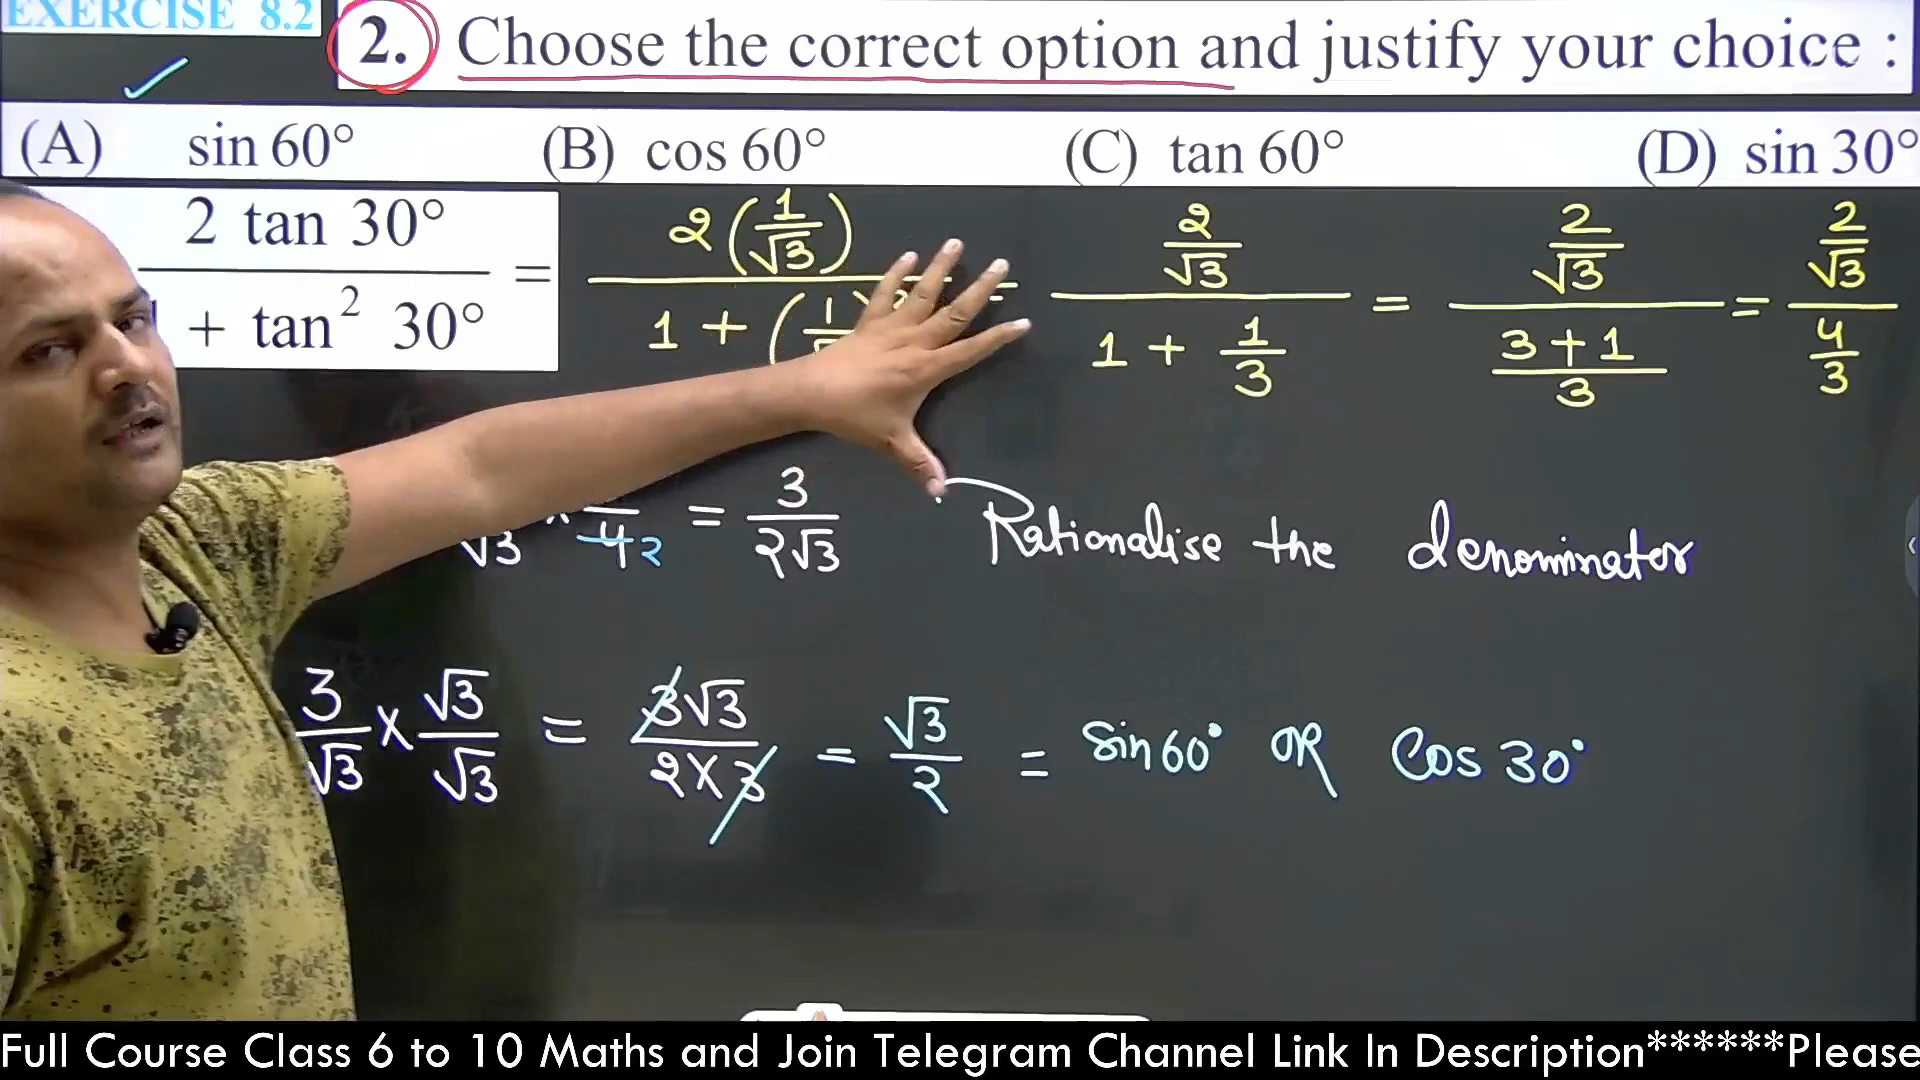 EXERCISE 8.2
2. Choose the correct option and justify your choice :
(A) sin 60° (B) cos 60° (C) tan 60° (D) sin 30°
2 tan 30° / + tan² 30° = 2(1/√3) / 1 + (1/ = 2/√3 / 1 + 1/3 = 2/√3 / 3+1/3 = 2/√3 / 4/3
√3 × 4 2 = 3/2√3 Rationalise the denominator
3/√3 × √3/√3 = 3√3/2×3 = √3/2 = sin 60° OR Cos 30°
Full Course Class 6 to 10 Maths and Join Telegram Channel Link In Description******Please